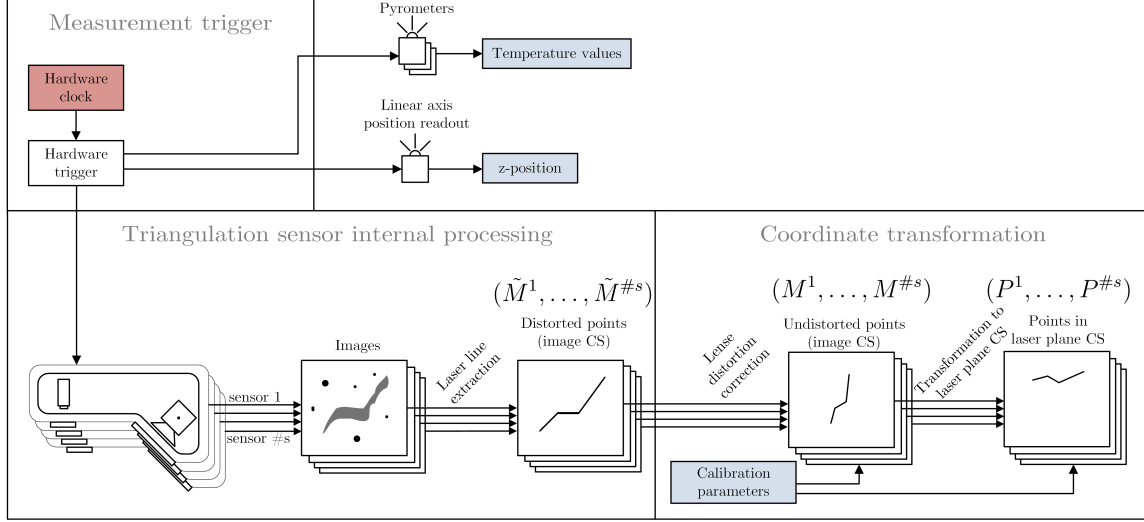 Measurement trigger
Pyrometers
Temperature values
Hardware
clock
Linear axis
position readout
Hardware
trigger
z-position
Triangulation sensor internal processing
Coordinate transformation
(M̃¹, . . . , M̃^{#s})
(M¹, . . . , M^{#s})
(P¹, . . . , P^{#s})
Distorted points
(image CS)
Undistorted points
(image CS)
Points in
laser plane CS
Images
Laser line
extraction
Lense
distortion
correction
Transformation to
laser plane CS
sensor 1
sensor #s
Calibration
parameters